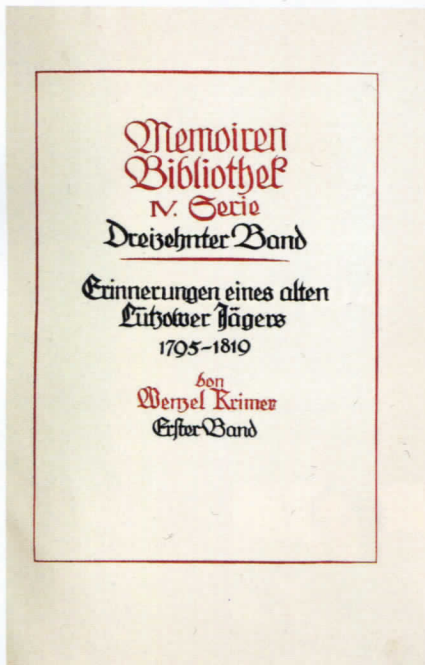 Memoiren
Bibliothek
IV. Serie
Dreizehnter Band
Erinnerungen eines alten
Lützower Jägers
1795-1819
von
Wenzel Krimer
Erster Band